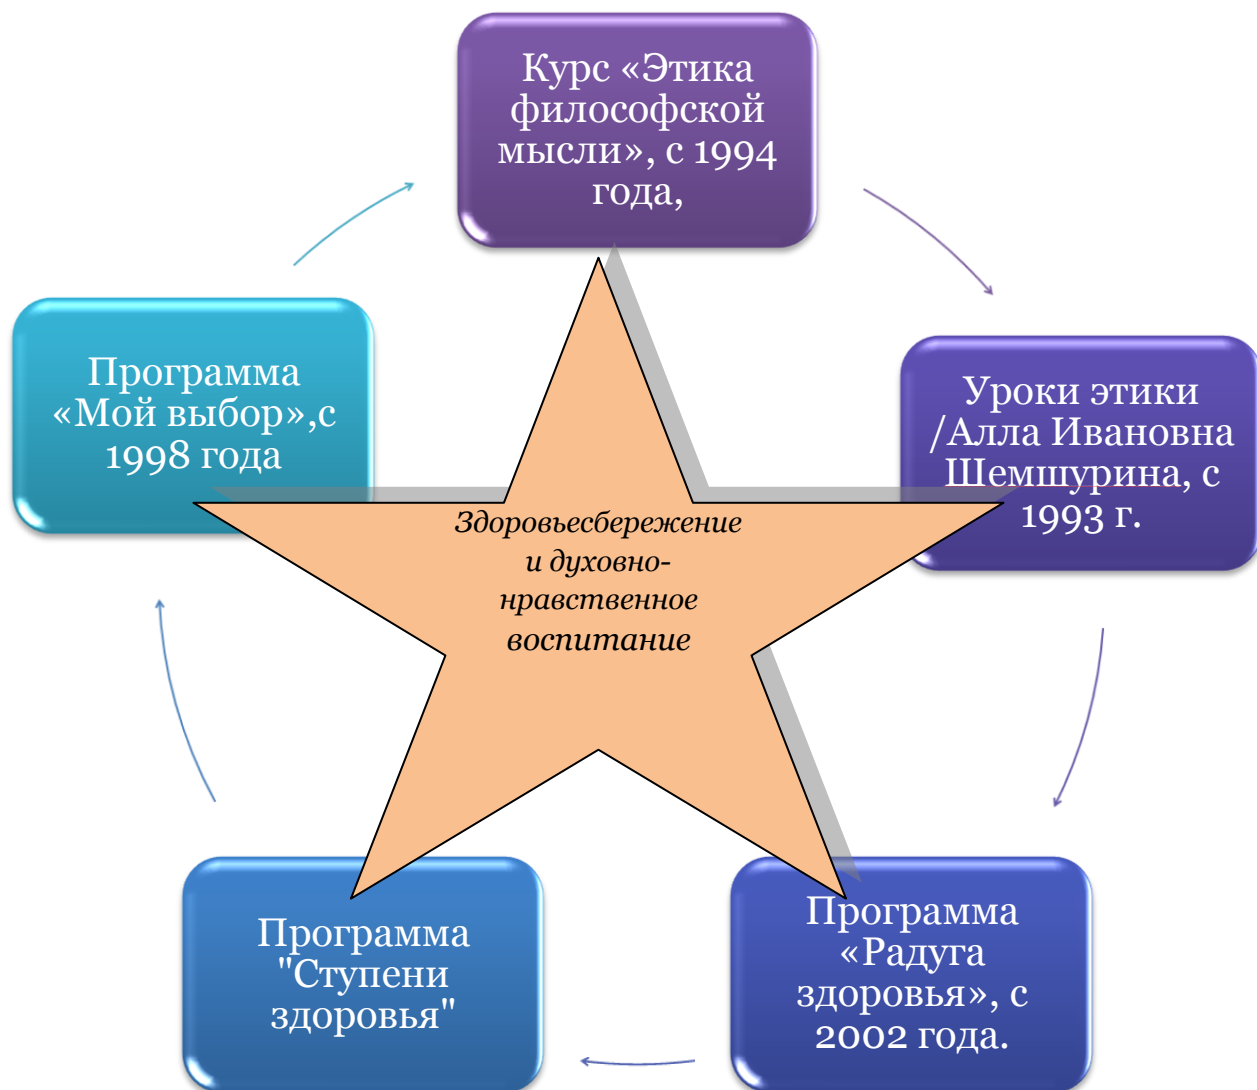 Курс «Этика
философской
мысли», с 1994
года,
Уроки этики
/Алла Ивановна
Шемшурина, с
1993 г.
Программа
«Радуга
здоровья», с
2002 года.
Программа
"Ступени
здоровья"
Программа
«Мой выбор»,с
1998 года
Здоровьесбережение
и духовно-
нравственное
воспитание